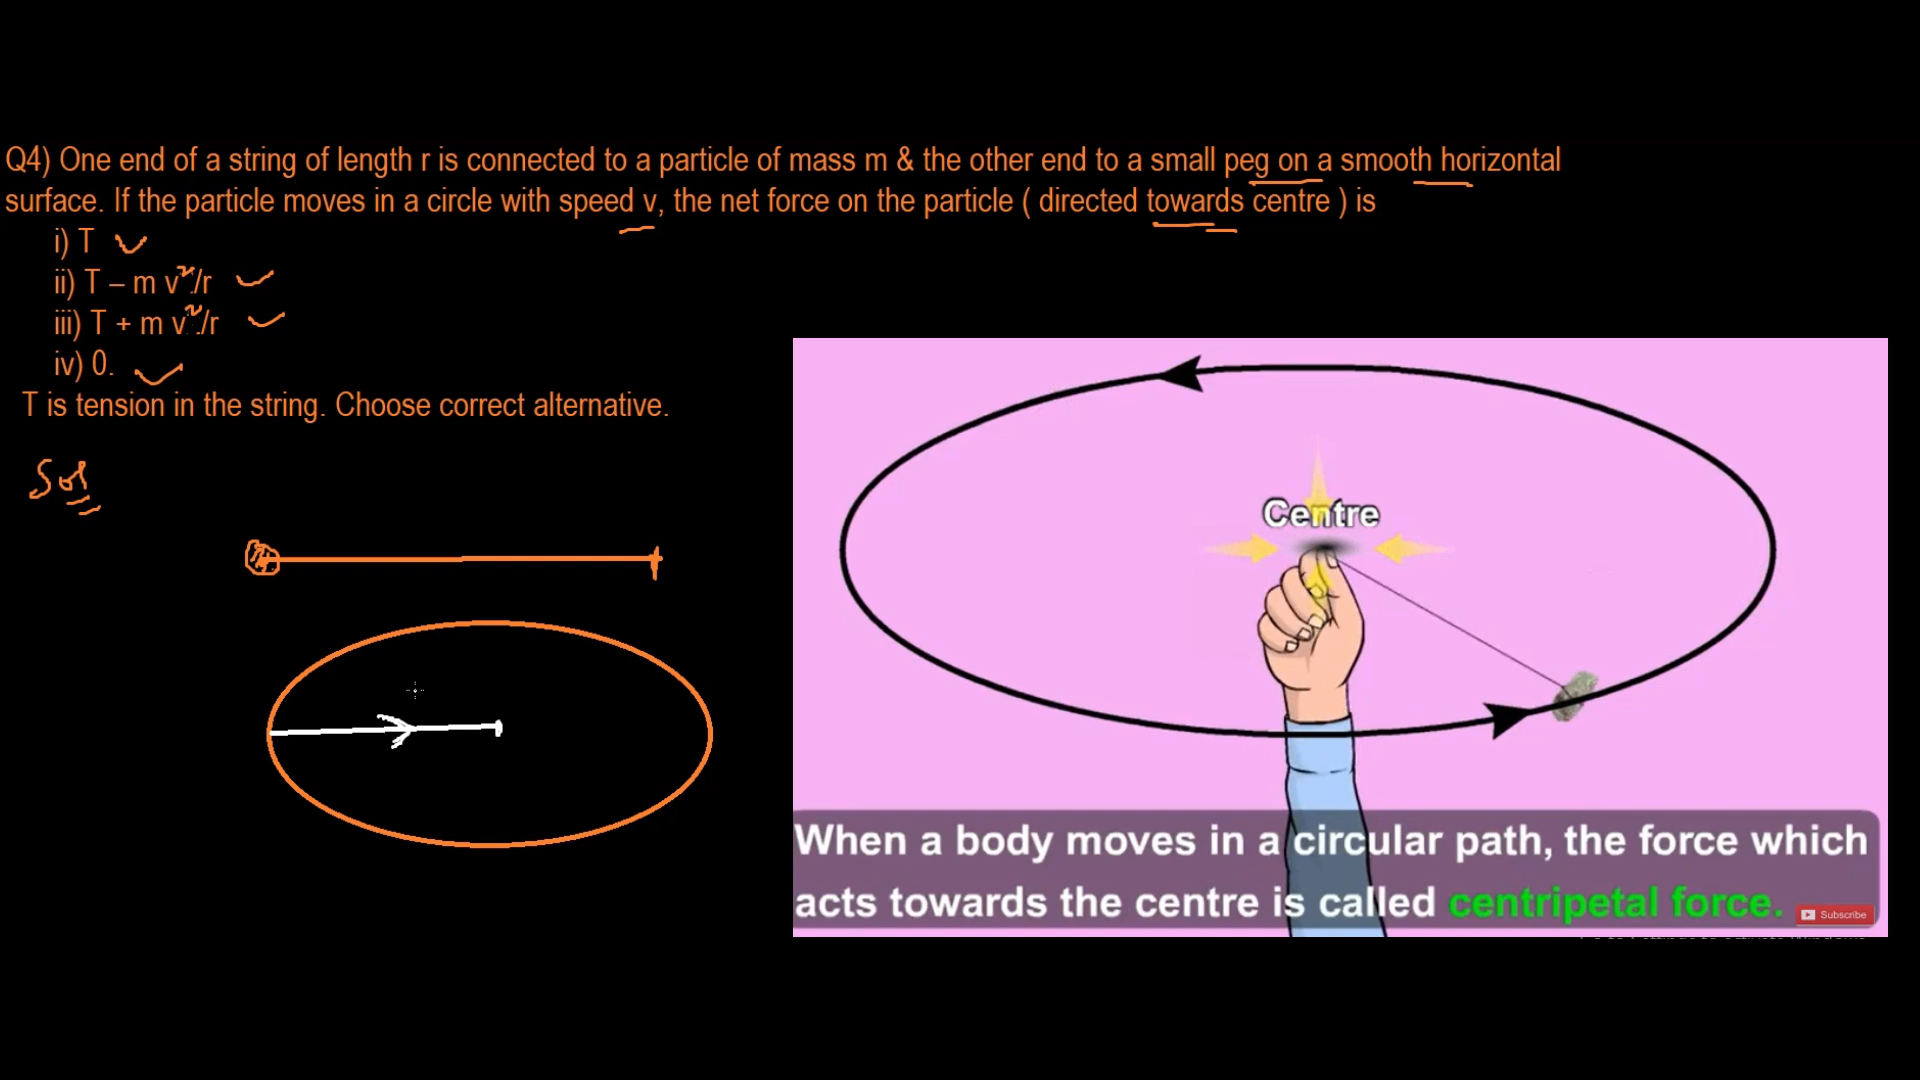 Q4) One end of a string of length r is connected to a particle of mass m & the other end to a small peg on a smooth horizontal
surface. If the particle moves in a circle with speed v, the net force on the particle ( directed towards centre ) is
i) T
ii) T – m v²/r
iii) T + m v²/r
iv) 0.
T is tension in the string. Choose correct alternative.
Sol
Centre
When a body moves in a circular path, the force which
acts towards the centre is called centripetal force.
Subscribe